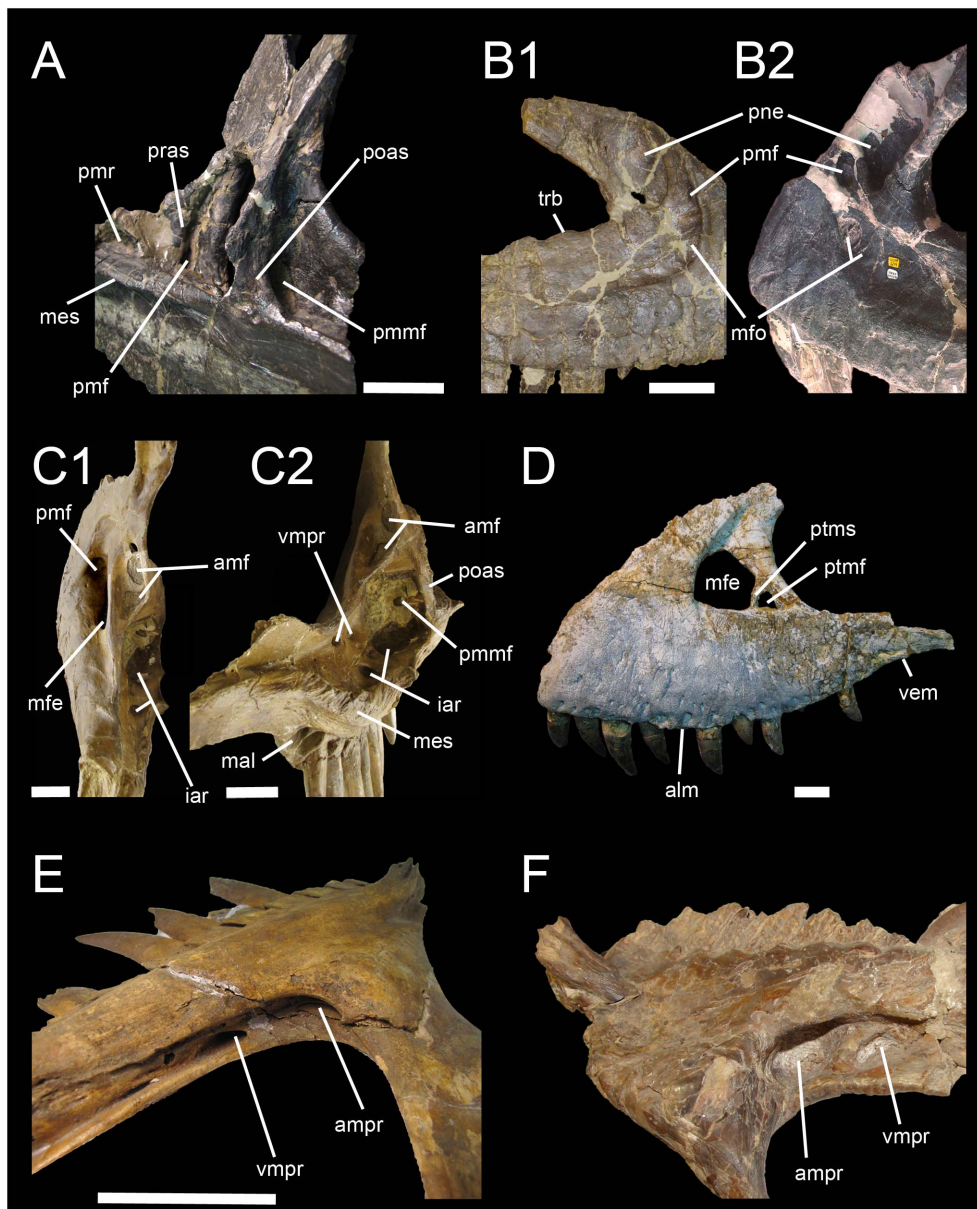 A
B1
B2
pne
pras
poas
pmf
pmr
trb
mes
pmmf
mfo
pmf
C1
C2
D
pmf
amf
vmpr
amf
poas
ptms
mfe
ptmf
pmmf
mfe
iar
vem
mes
mal
iar
alm
E
F
ampr
vmpr
vmpr
ampr